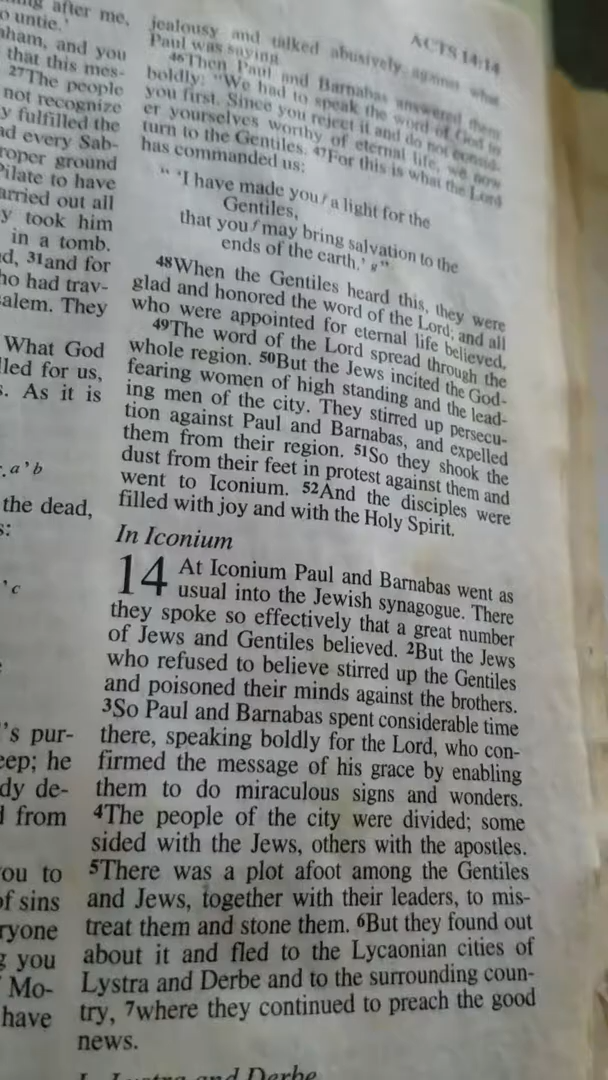 ing after me,
o untie.'
aham, and you
that this mes-
27The people
not recognize
y fulfilled the
ad every Sab-
roper ground
Pilate to have
arried out all
y took him
in a tomb.
d, 31and for
ho had trav-
salem. They
What God
lled for us,
s. As it is
.a'b
the dead,
s:
'c
's pur-
eep; he
dy de-
d from
ou to
of sins
ryone
g you
Mo-
have
ACTS 14:14
jealousy and talked abusively against what
Paul was saying.
46Then Paul and Barnabas answered them
boldly: "We had to speak the word of God to
you first. Since you reject it and do not consid-
er yourselves worthy of eternal life, we now
turn to the Gentiles. 47For this is what the Lord
has commanded us:
" 'I have made you f a light for the
Gentiles,
that you f may bring salvation to the
ends of the earth.' g"
48When the Gentiles heard this, they were
glad and honored the word of the Lord; and all
who were appointed for eternal life believed.
49The word of the Lord spread through the
whole region. 50But the Jews incited the God-
fearing women of high standing and the lead-
ing men of the city. They stirred up persecu-
tion against Paul and Barnabas, and expelled
them from their region. 51So they shook the
dust from their feet in protest against them and
went to Iconium. 52And the disciples were
filled with joy and with the Holy Spirit.
In Iconium
14 At Iconium Paul and Barnabas went as
usual into the Jewish synagogue. There
they spoke so effectively that a great number
of Jews and Gentiles believed. 2But the Jews
who refused to believe stirred up the Gentiles
and poisoned their minds against the brothers.
3So Paul and Barnabas spent considerable time
there, speaking boldly for the Lord, who con-
firmed the message of his grace by enabling
them to do miraculous signs and wonders.
4The people of the city were divided; some
sided with the Jews, others with the apostles.
5There was a plot afoot among the Gentiles
and Jews, together with their leaders, to mis-
treat them and stone them. 6But they found out
about it and fled to the Lycaonian cities of
Lystra and Derbe and to the surrounding coun-
try, 7where they continued to preach the good
news.
In Lystra and Derbe